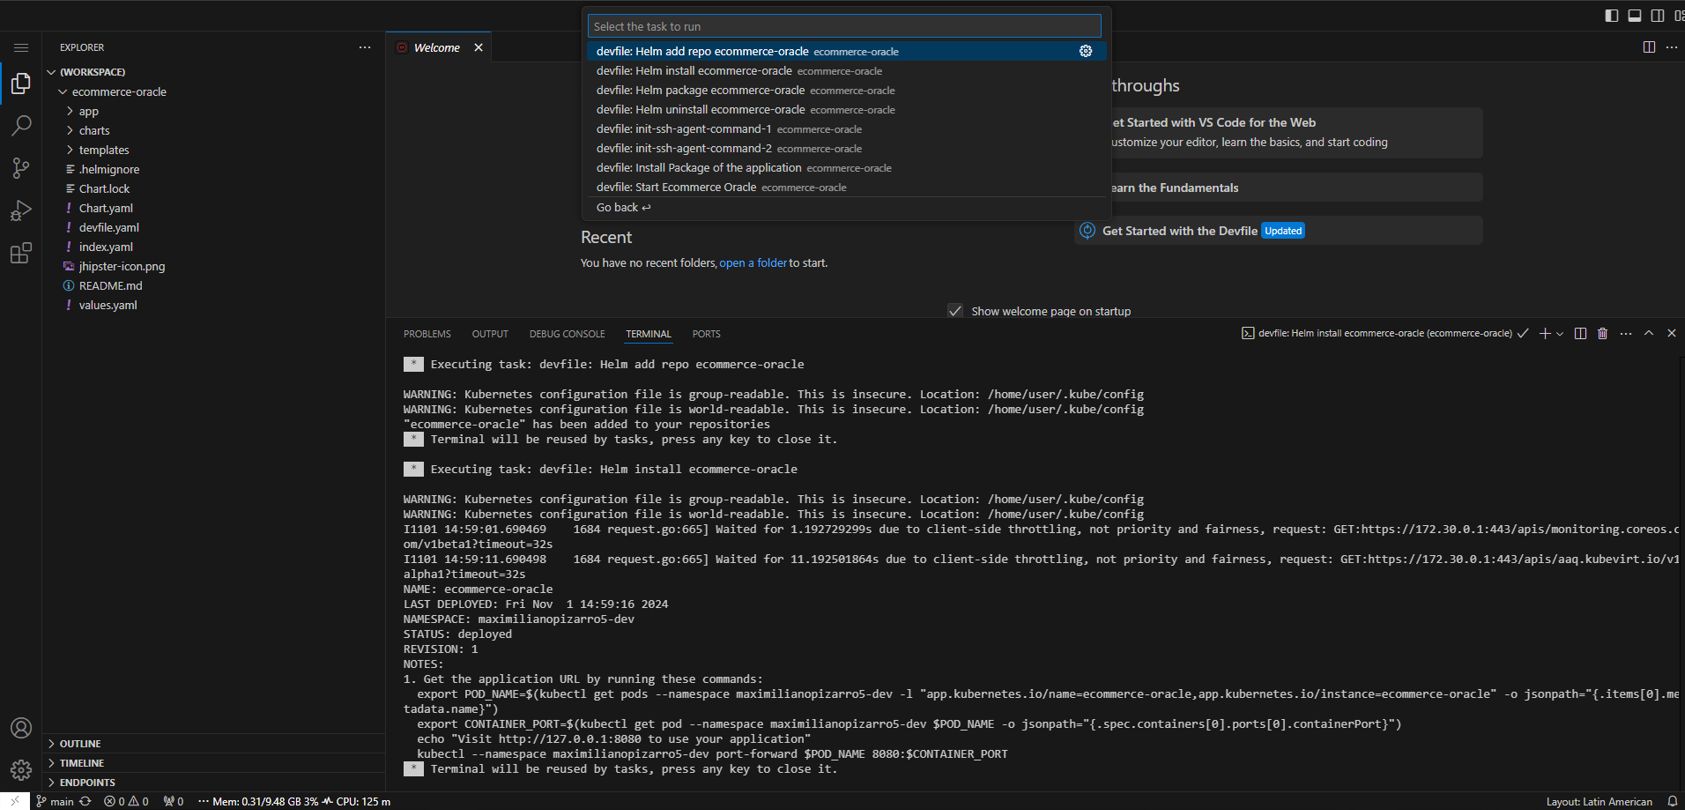 Select the task to run
devfile: Helm add repo ecommerce-oracle ecommerce-oracle
devfile: Helm install ecommerce-oracle ecommerce-oracle
devfile: Helm package ecommerce-oracle ecommerce-oracle
devfile: Helm uninstall ecommerce-oracle ecommerce-oracle
devfile: init-ssh-agent-command-1 ecommerce-oracle
devfile: init-ssh-agent-command-2 ecommerce-oracle
devfile: Install Package of the application ecommerce-oracle
devfile: Start Ecommerce Oracle ecommerce-oracle
Go back ↩
EXPLORER
(WORKSPACE)
ecommerce-oracle
app
charts
templates
.helmignore
Chart.lock
! Chart.yaml
! devfile.yaml
! index.yaml
jhipster-icon.png
README.md
! values.yaml
OUTLINE
TIMELINE
ENDPOINTS
Welcome
throughs
et Started with VS Code for the Web
ustomize your editor, learn the basics, and start coding
earn the Fundamentals
Get Started with the Devfile Updated
Recent
You have no recent folders, open a folder to start.
Show welcome page on startup
PROBLEMS OUTPUT DEBUG CONSOLE TERMINAL PORTS
devfile: Helm install ecommerce-oracle (ecommerce-oracle)
* Executing task: devfile: Helm add repo ecommerce-oracle
WARNING: Kubernetes configuration file is group-readable. This is insecure. Location: /home/user/.kube/config
WARNING: Kubernetes configuration file is world-readable. This is insecure. Location: /home/user/.kube/config
"ecommerce-oracle" has been added to your repositories
* Terminal will be reused by tasks, press any key to close it.
* Executing task: devfile: Helm install ecommerce-oracle
WARNING: Kubernetes configuration file is group-readable. This is insecure. Location: /home/user/.kube/config
WARNING: Kubernetes configuration file is world-readable. This is insecure. Location: /home/user/.kube/config
I1101 14:59:01.690469 1684 request.go:665] Waited for 1.192729299s due to client-side throttling, not priority and fairness, request: GET:https://172.30.0.1:443/apis/monitoring.coreos.c
om/v1beta1?timeout=32s
I1101 14:59:11.690498 1684 request.go:665] Waited for 11.192501864s due to client-side throttling, not priority and fairness, request: GET:https://172.30.0.1:443/apis/aaq.kubevirt.io/v1
alpha1?timeout=32s
NAME: ecommerce-oracle
LAST DEPLOYED: Fri Nov 1 14:59:16 2024
NAMESPACE: maximilianopizarro5-dev
STATUS: deployed
REVISION: 1
NOTES:
1. Get the application URL by running these commands:
export POD_NAME=$(kubectl get pods --namespace maximilianopizarro5-dev -l "app.kubernetes.io/name=ecommerce-oracle,app.kubernetes.io/instance=ecommerce-oracle" -o jsonpath="{.items[0].me
tadata.name}")
export CONTAINER_PORT=$(kubectl get pod --namespace maximilianopizarro5-dev $POD_NAME -o jsonpath="{.spec.containers[0].ports[0].containerPort}")
echo "Visit http://127.0.0.1:8080 to use your application"
kubectl --namespace maximilianopizarro5-dev port-forward $POD_NAME 8080:$CONTAINER_PORT
* Terminal will be reused by tasks, press any key to close it.
main 0 0 0 Mem: 0.31/9.48 GB 3% CPU: 125 m
Layout: Latin American